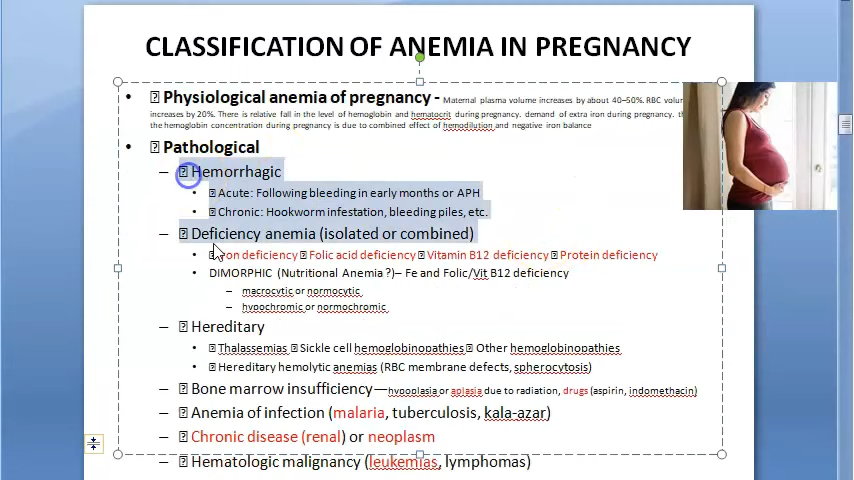 CLASSIFICATION OF ANEMIA IN PREGNANCY
• Physiological anemia of pregnancy - Maternal plasma volume increases by about 40–50%. RBC
increases by 20%. There is relative fall in the level of hemoglobin and hematocrit during pregnancy. demand of extra iron during pregnancy.
the hemoglobin concentration during pregnancy is due to combined effect of hemodilution and negative iron balance
• Pathological
– Hemorrhagic
• Acute: Following bleeding in early months or APH
• Chronic: Hookworm infestation, bleeding piles, etc.
– Deficiency anemia (isolated or combined)
• Iron deficiency Folic acid deficiency Vitamin B12 deficiency Protein deficiency
• DIMORPHIC (Nutritional Anemia ?)– Fe and Folic/Vit B12 deficiency
– macrocytic or normocytic
– hypochromic or normochromic
– Hereditary
• Thalassemias Sickle cell hemoglobinopathies Other hemoglobinopathies
• Hereditary hemolytic anemias (RBC membrane defects, spherocytosis)
– Bone marrow insufficiency—hypoplasia or aplasia due to radiation, drugs (aspirin, indomethacin)
– Anemia of infection (malaria, tuberculosis, kala-azar)
– Chronic disease (renal) or neoplasm
– Hematologic malignancy (leukemias, lymphomas)